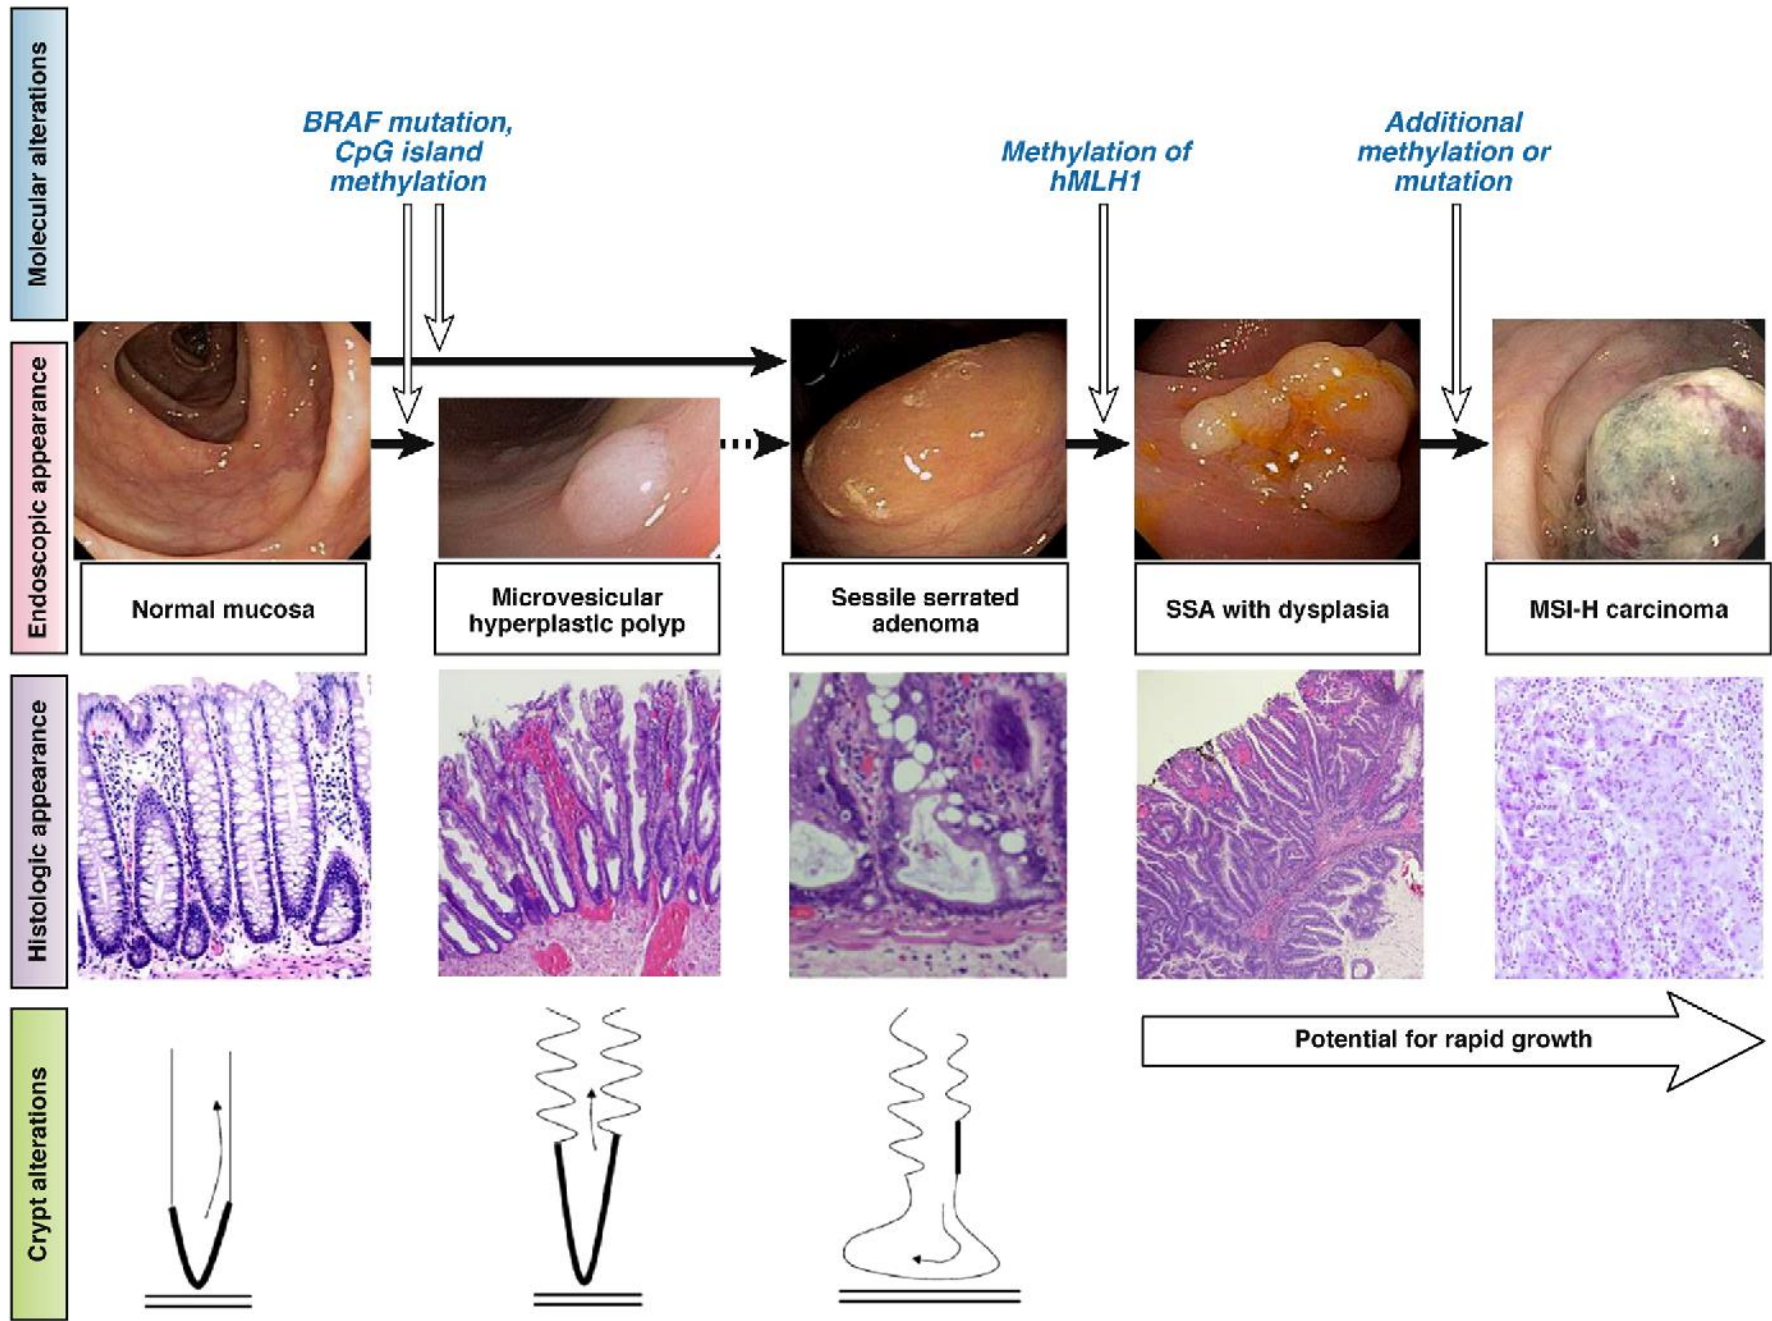 Molecular alterations
BRAF mutation,
CpG island
methylation
Methylation of
hMLH1
Additional
methylation or
mutation
Endoscopic appearance
Normal mucosa
Microvesicular
hyperplastic polyp
Sessile serrated
adenoma
SSA with dysplasia
MSI-H carcinoma
Histologic appearance
Potential for rapid growth
Crypt alterations